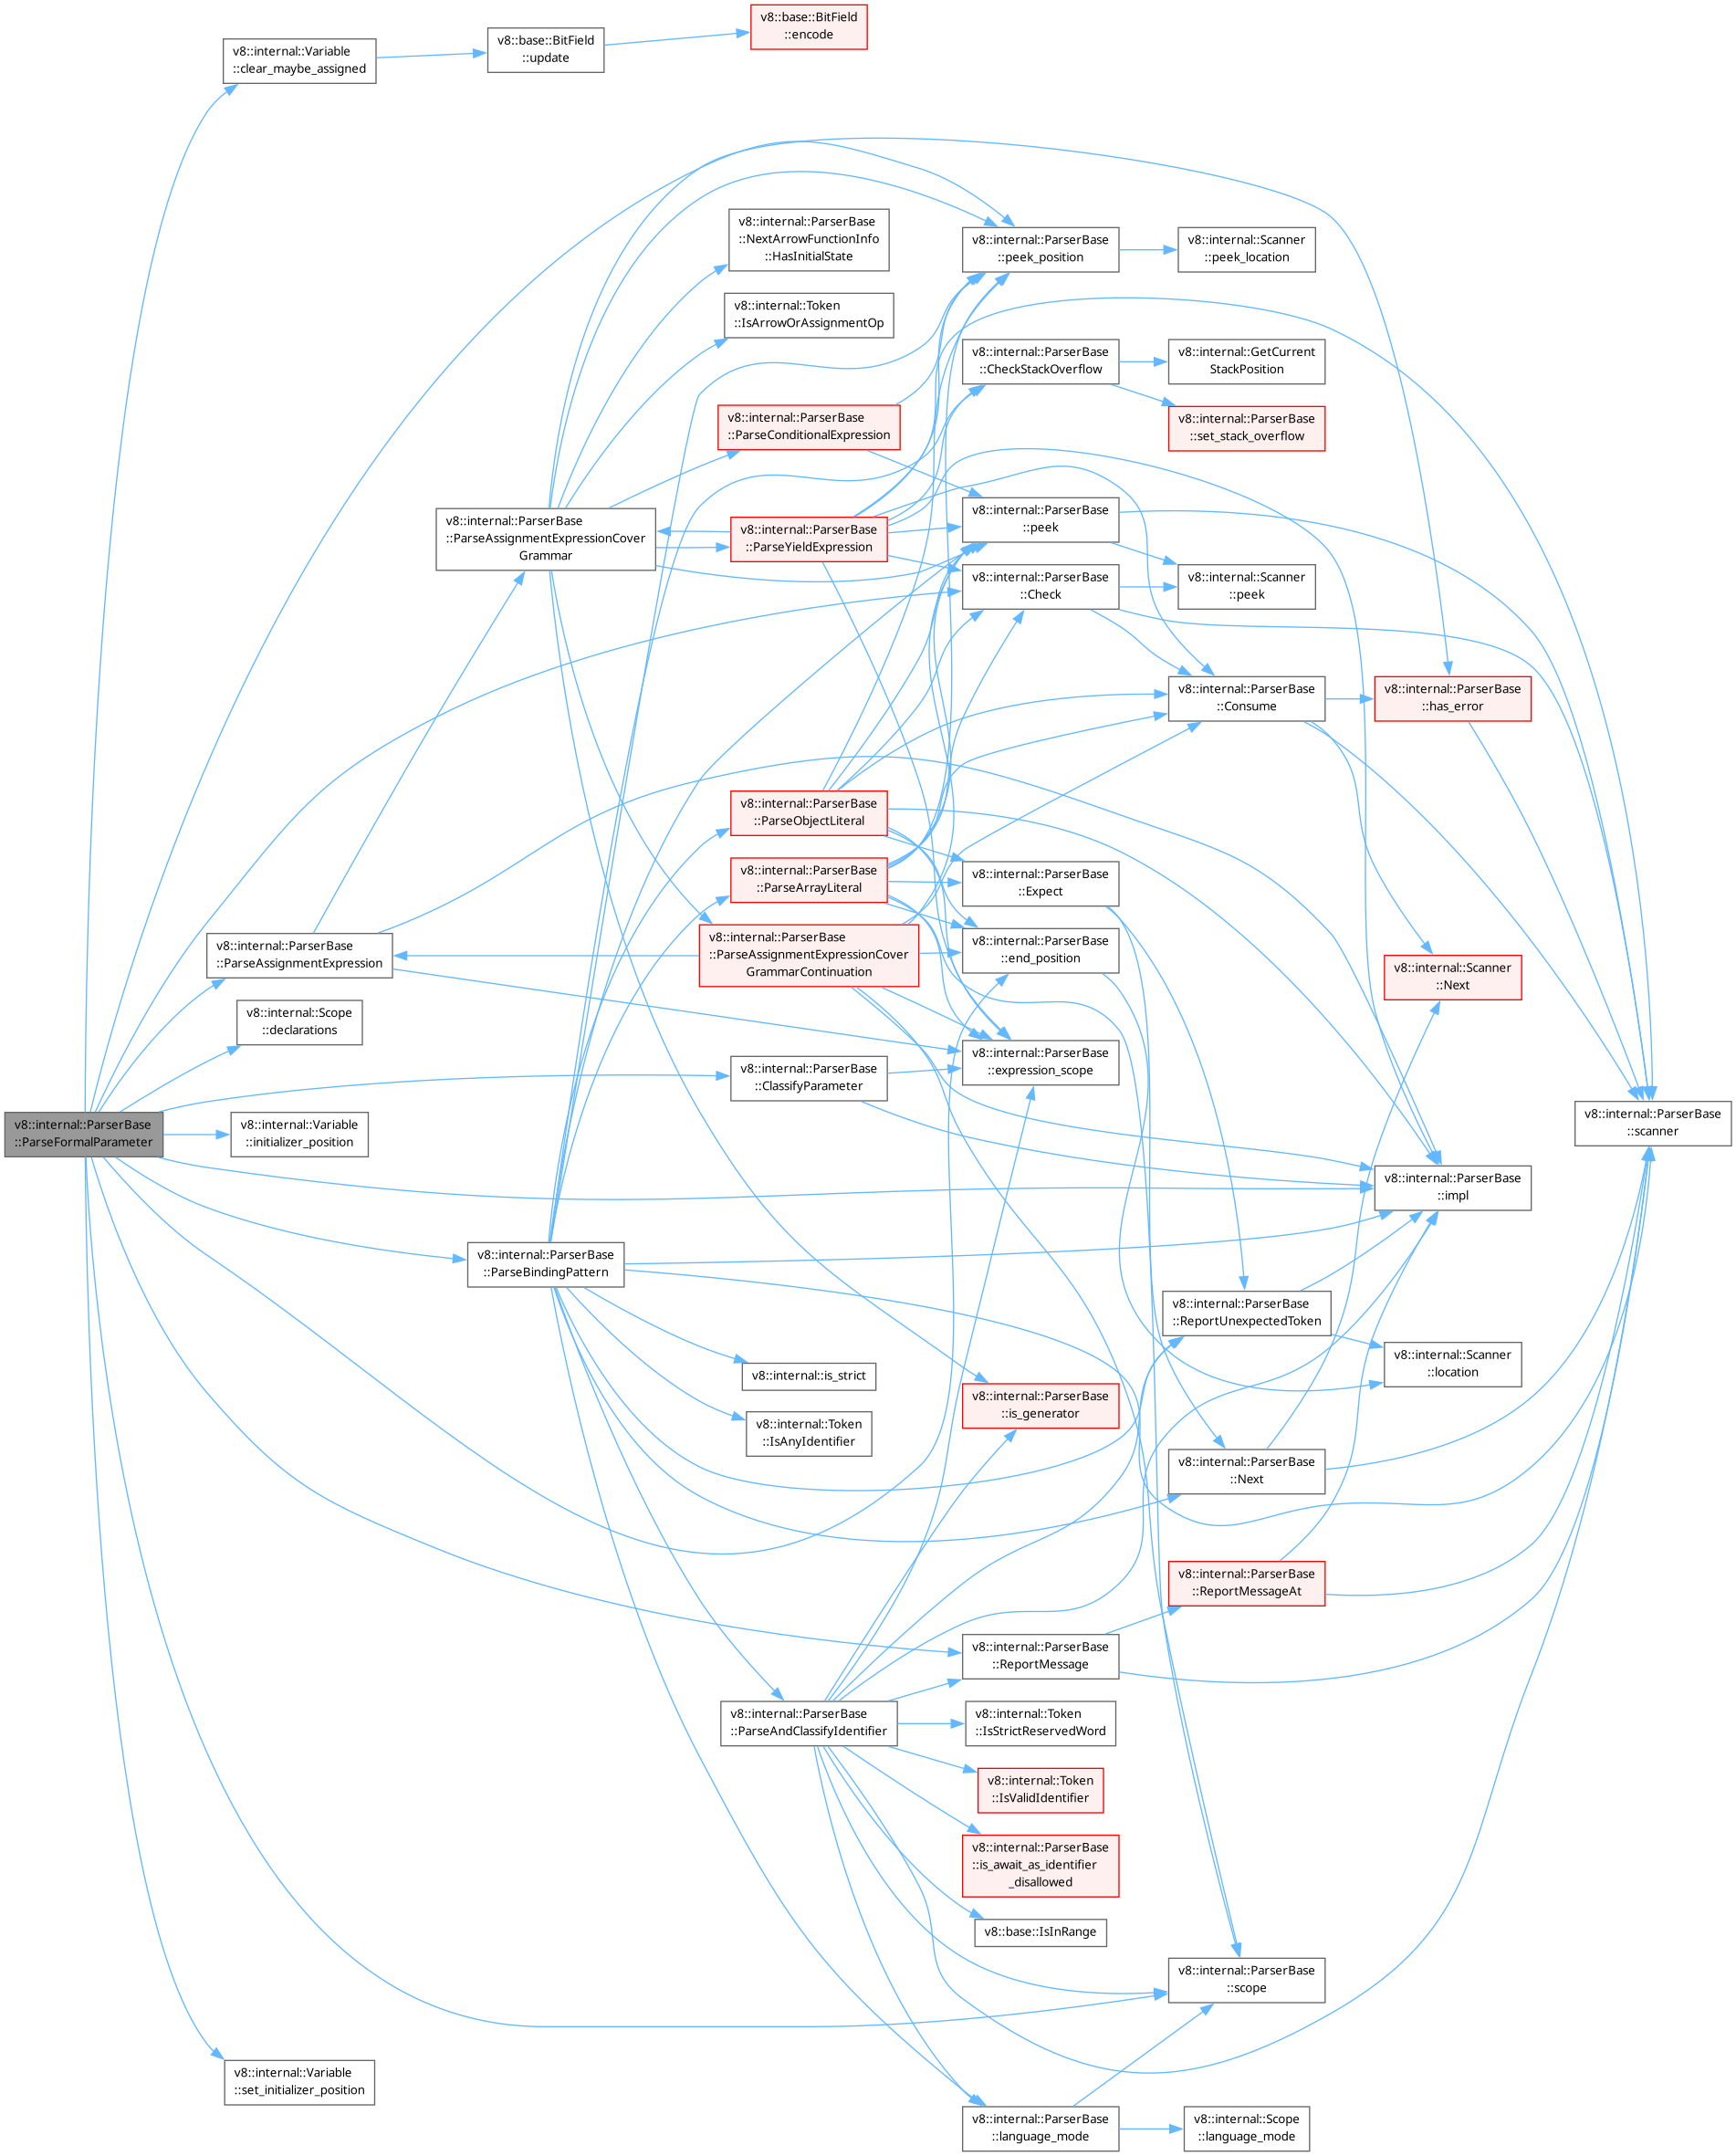 v8::internal::ParserBase
::ParseFormalParameter
v8::internal::Variable
::clear_maybe_assigned
v8::base::BitField
::update
v8::base::BitField
::encode
v8::internal::ParserBase
::ParseAssignmentExpression
v8::internal::Scope
::declarations
v8::internal::Variable
::initializer_position
v8::internal::Variable
::set_initializer_position
v8::internal::ParserBase
::ParseAssignmentExpressionCover
Grammar
v8::internal::ParserBase
::ParseBindingPattern
v8::internal::ParserBase
::NextArrowFunctionInfo
::HasInitialState
v8::internal::Token
::IsArrowOrAssignmentOp
v8::internal::ParserBase
::ParseConditionalExpression
v8::internal::ParserBase
::ParseYieldExpression
v8::internal::ParserBase
::ParseObjectLiteral
v8::internal::ParserBase
::ParseArrayLiteral
v8::internal::ParserBase
::ParseAssignmentExpressionCover
GrammarContinuation
v8::internal::ParserBase
::ClassifyParameter
v8::internal::is_strict
v8::internal::Token
::IsAnyIdentifier
v8::internal::ParserBase
::ParseAndClassifyIdentifier
v8::internal::ParserBase
::peek_position
v8::internal::ParserBase
::CheckStackOverflow
v8::internal::ParserBase
::peek
v8::internal::ParserBase
::Check
v8::internal::ParserBase
::Expect
v8::internal::ParserBase
::end_position
v8::internal::ParserBase
::expression_scope
v8::internal::ParserBase
::is_generator
v8::internal::ParserBase
::ReportMessage
v8::internal::Token
::IsStrictReservedWord
v8::internal::Token
::IsValidIdentifier
v8::internal::ParserBase
::is_await_as_identifier
_disallowed
v8::base::IsInRange
v8::internal::ParserBase
::language_mode
v8::internal::Scanner
::peek_location
v8::internal::GetCurrent
StackPosition
v8::internal::ParserBase
::set_stack_overflow
v8::internal::Scanner
::peek
v8::internal::ParserBase
::Consume
v8::internal::ParserBase
::ReportUnexpectedToken
v8::internal::ParserBase
::Next
v8::internal::ParserBase
::ReportMessageAt
v8::internal::ParserBase
::scope
v8::internal::Scope
::language_mode
v8::internal::ParserBase
::has_error
v8::internal::Scanner
::Next
v8::internal::ParserBase
::impl
v8::internal::Scanner
::location
v8::internal::ParserBase
::scanner